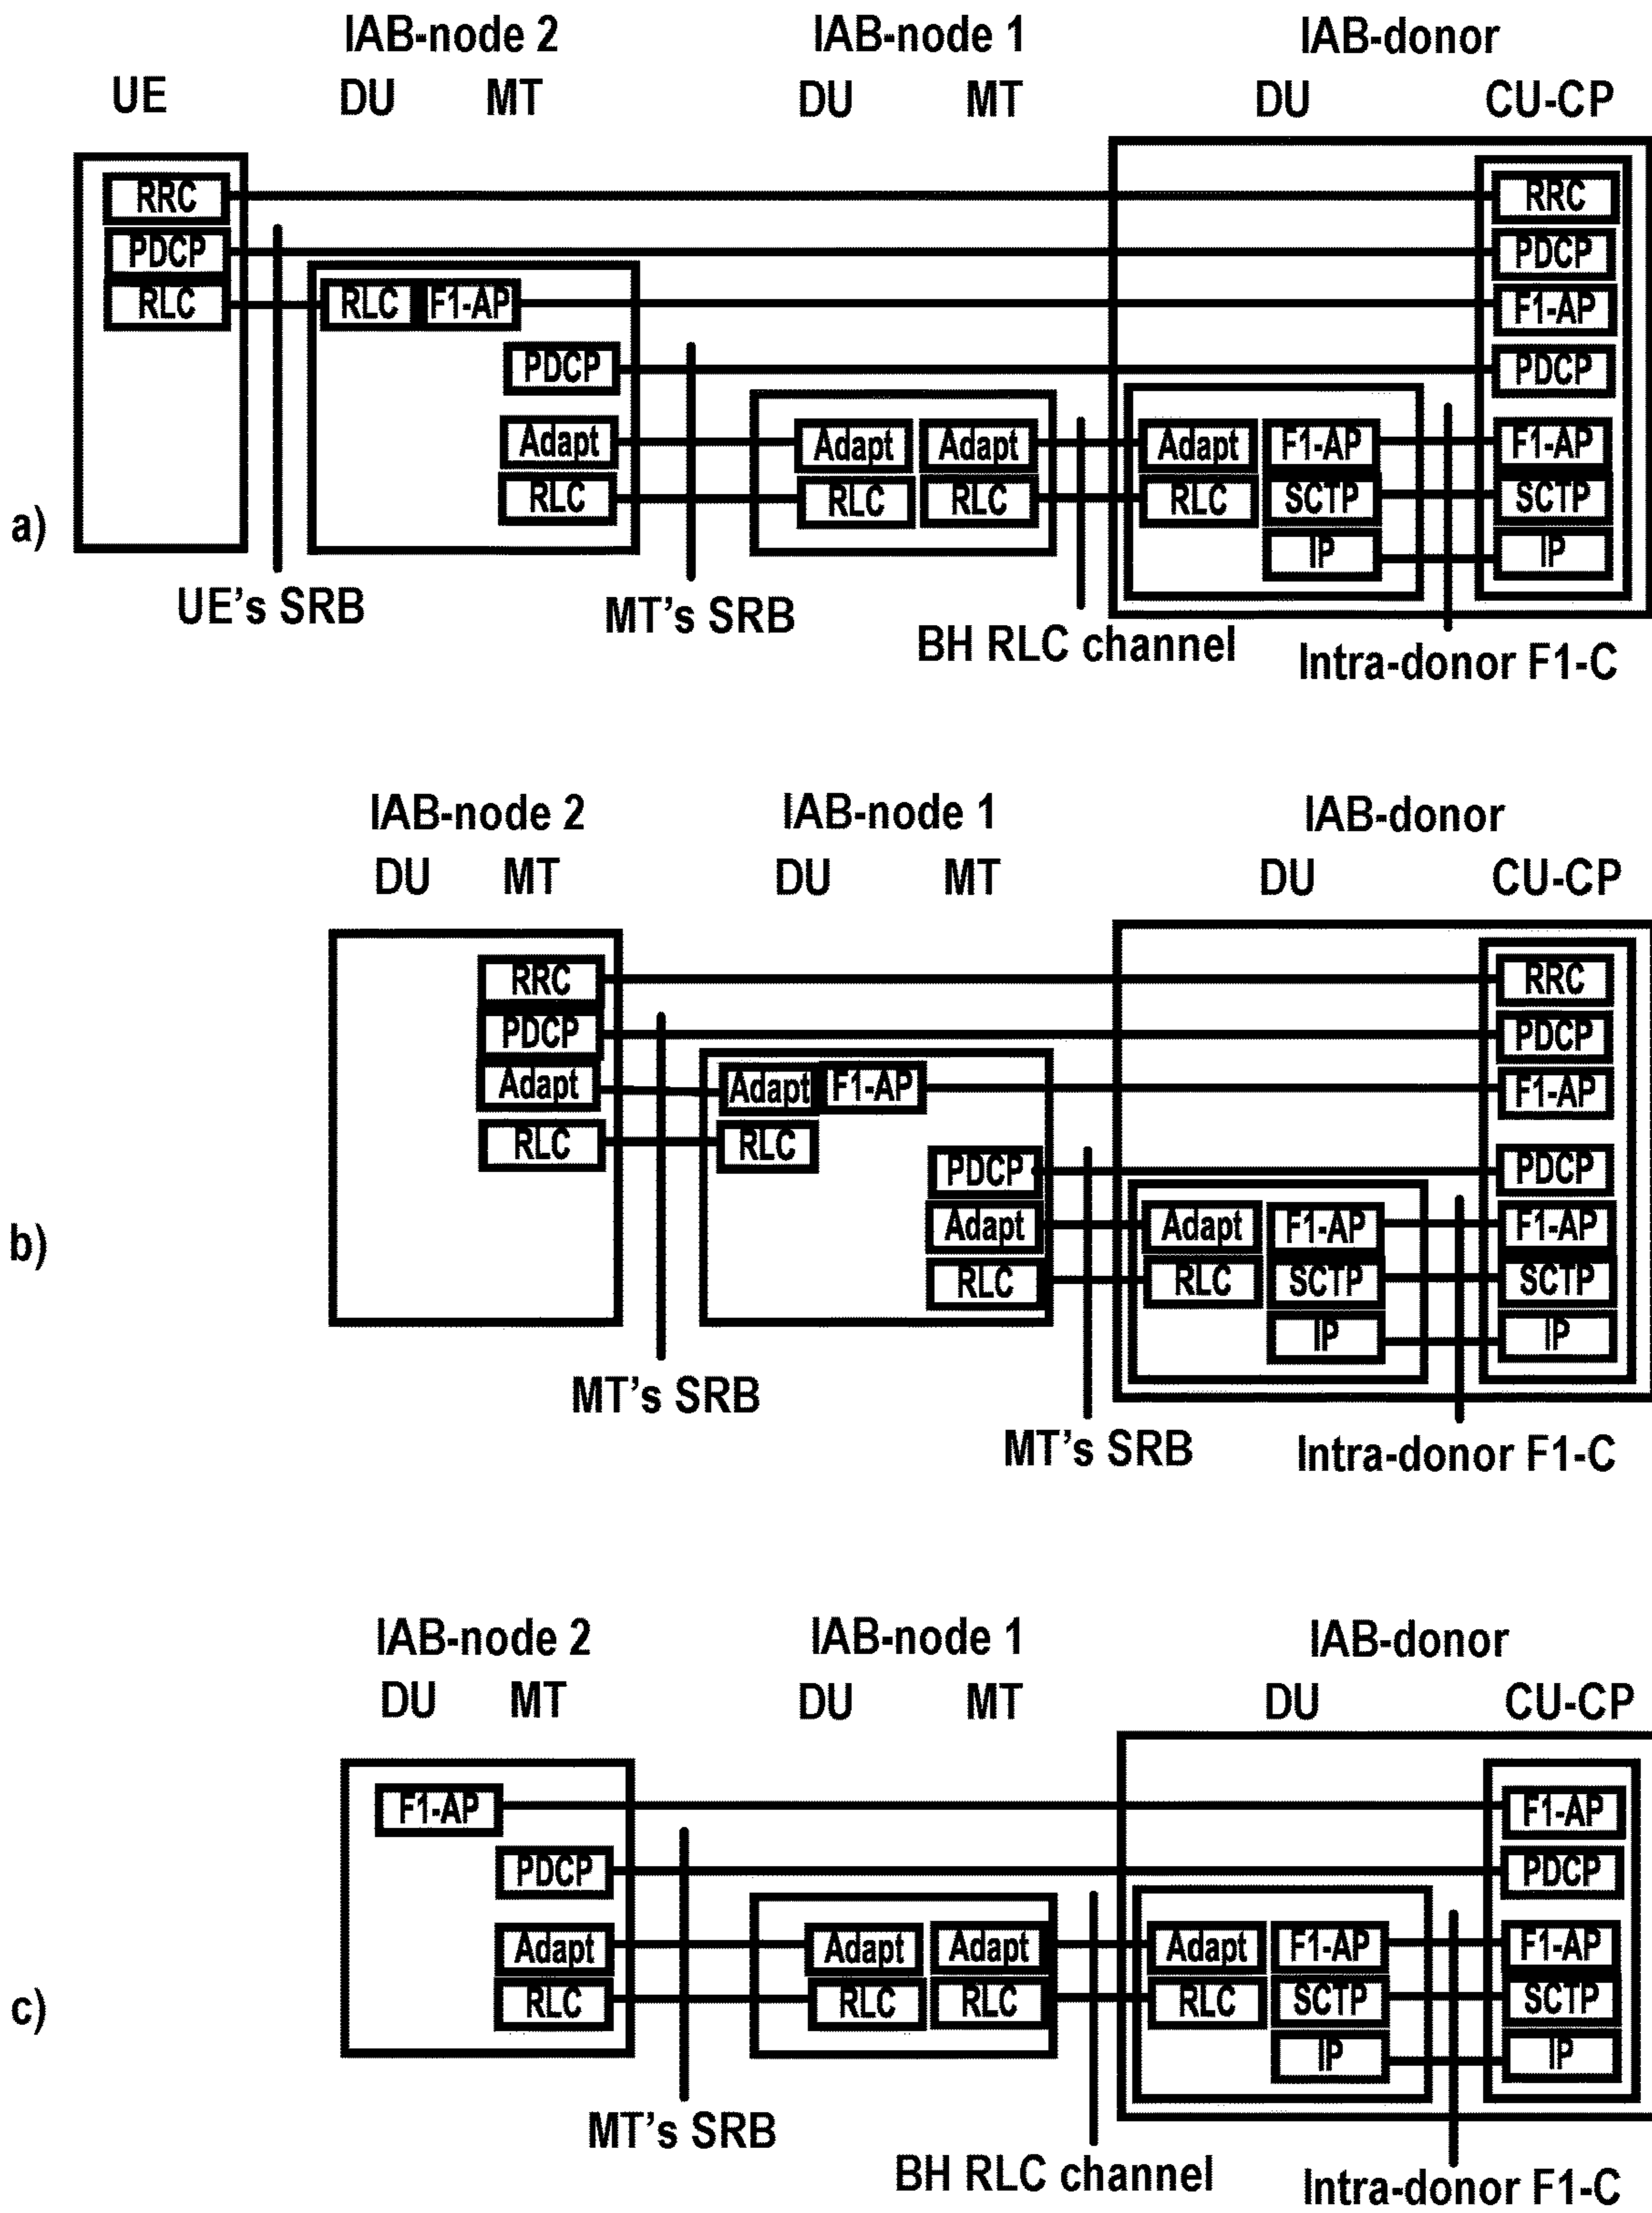 IAB-node 2 IAB-node 1 IAB-donor
UE DU MT DU MT DU CU-CP
RRC RRC
PDCP PDCP
RLC RLC F1-AP F1-AP
PDCP PDCP
Adapt Adapt Adapt Adapt F1-AP F1-AP
RLC RLC RLC RLC SCTP SCTP
a) IP IP
UE's SRB MT's SRB BH RLC channel Intra-donor F1-C
IAB-node 2 IAB-node 1 IAB-donor
DU MT DU MT DU CU-CP
RRC RRC
PDCP PDCP
Adapt Adapt F1-AP F1-AP
RLC RLC PDCP PDCP
b) Adapt Adapt F1-AP F1-AP
RLC RLC SCTP SCTP
IP IP
MT's SRB MT's SRB Intra-donor F1-C
IAB-node 2 IAB-node 1 IAB-donor
DU MT DU MT DU CU-CP
F1-AP F1-AP
PDCP PDCP
Adapt Adapt Adapt Adapt F1-AP F1-AP
c) RLC RLC RLC RLC SCTP SCTP
IP IP
MT's SRB BH RLC channel Intra-donor F1-C